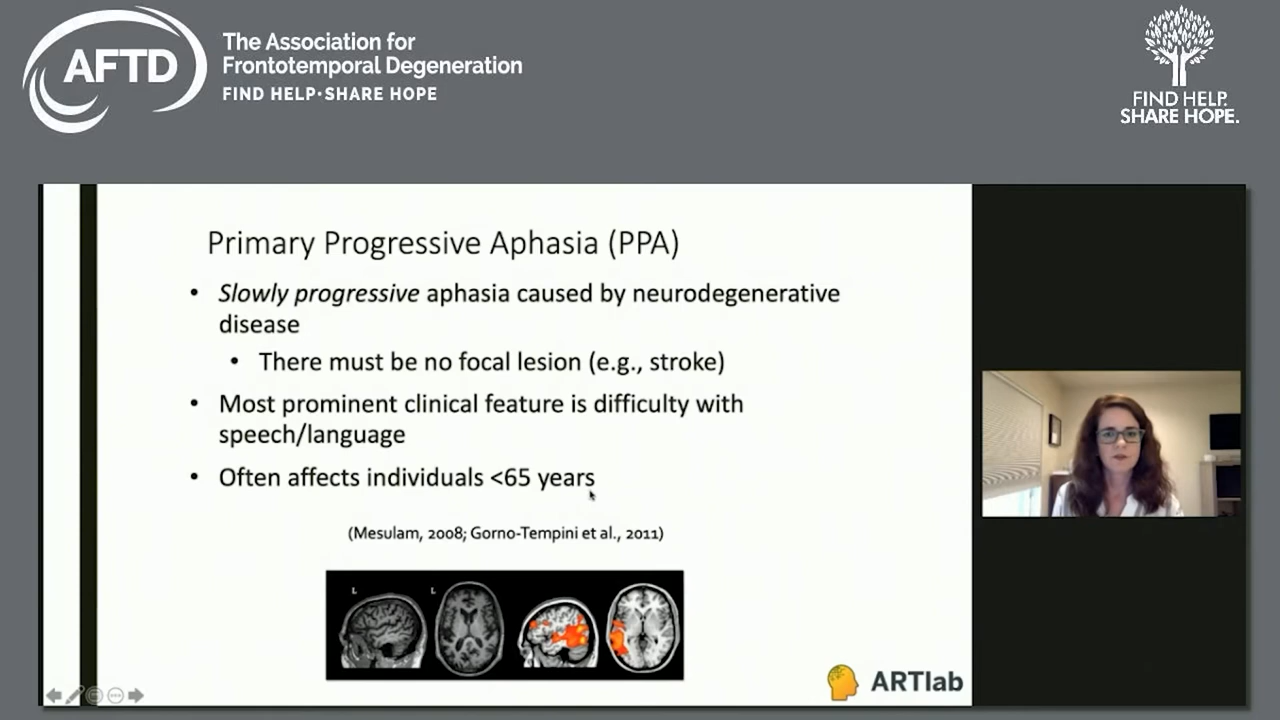 AFTD
The Association for
Frontotemporal Degeneration
FIND HELP•SHARE HOPE
FIND HELP.
SHARE HOPE.
Primary Progressive Aphasia (PPA)
• Slowly progressive aphasia caused by neurodegenerative
disease
• There must be no focal lesion (e.g., stroke)
• Most prominent clinical feature is difficulty with
speech/language
• Often affects individuals <65 years
(Mesulam, 2008; Gorno-Tempini et al., 2011)
L
L
ARTlab